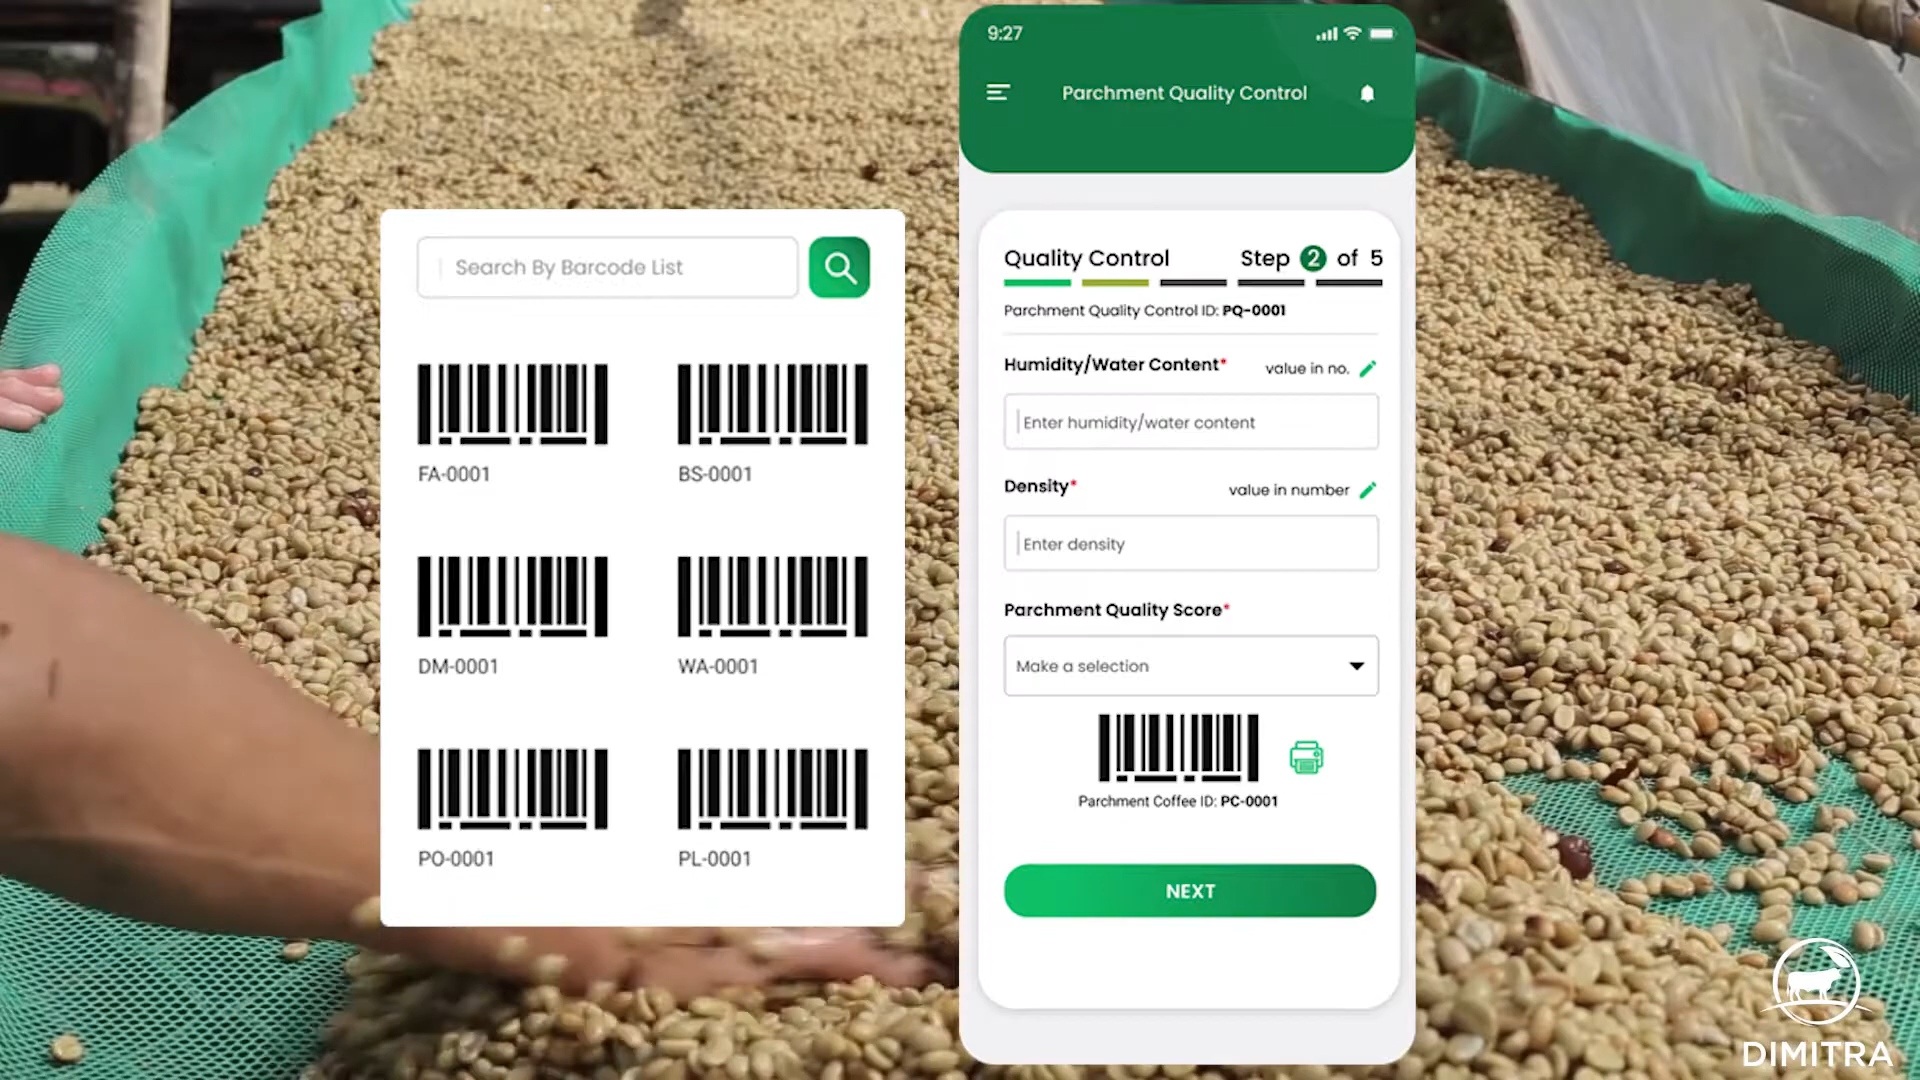 Search By Barcode List
FA-0001
BS-0001
DM-0001
WA-0001
PO-0001
PL-0001
9:27
Parchment Quality Control
Quality Control
Step 2 of 5
Parchment Quality Control ID: PQ-0001
Humidity/Water Content*
value in no.
Enter humidity/water content
Density*
value in number
Enter density
Parchment Quality Score*
Make a selection
Parchment Coffee ID: PC-0001
NEXT
DIMITRA